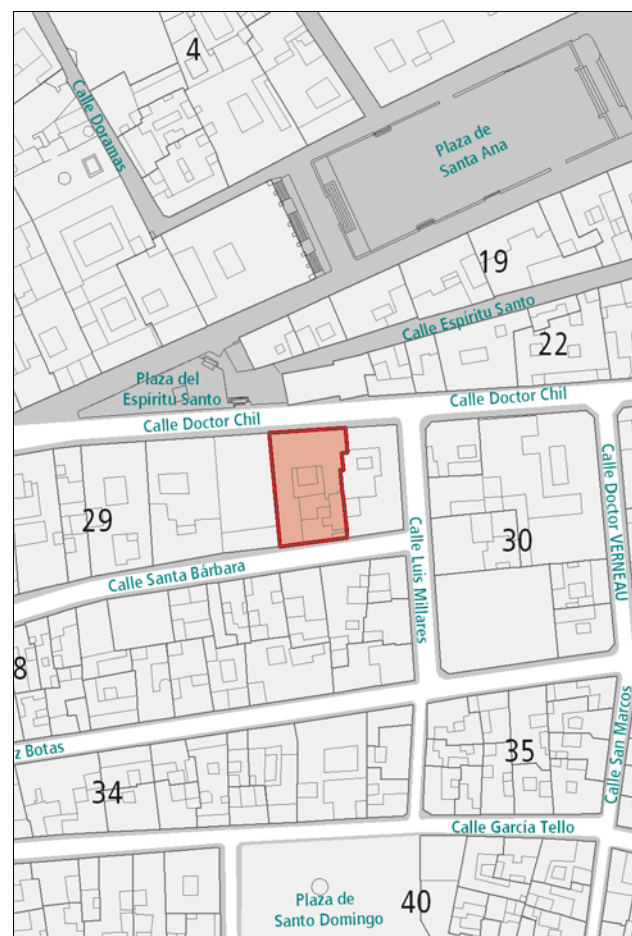 4
Calle Doramas
Plaza de
Santa Ana
19
Calle Espíritu Santo
22
Plaza del
Espíritu Santo
Calle Doctor Chil
Calle Doctor Chil
29
Calle Santa Bárbara
Calle Luis Millares
30
Calle Doctor VERNEAU
8
z Botas
34
35
Calle San Marcos
Calle García Tello
Plaza de
Santo Domingo
40